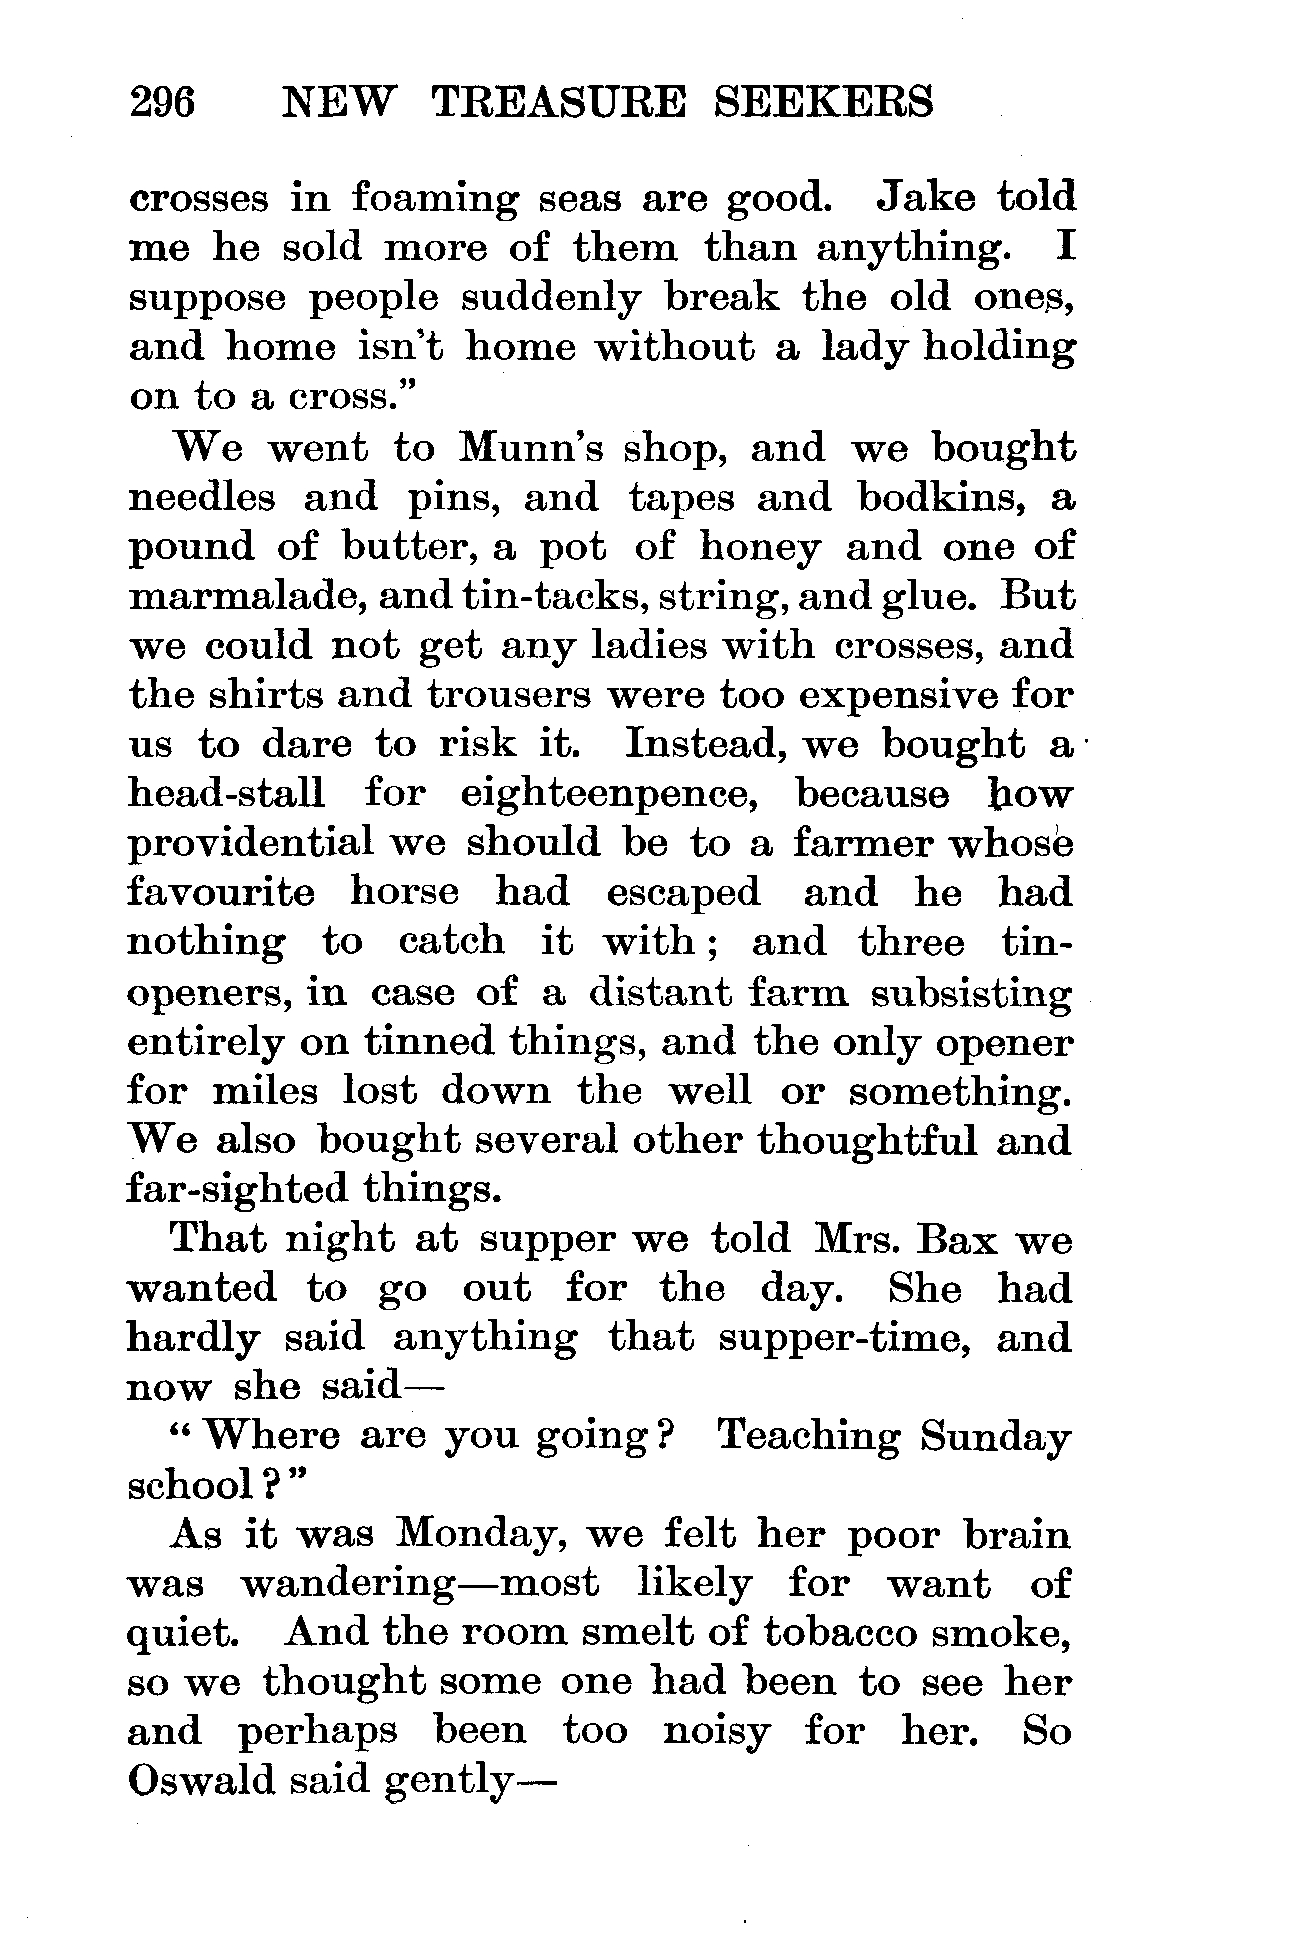 296 NEW TREASURE SEEKERS
crosses in foaming seas are good. Jake told
me he sold more of them than anything. I
suppose people suddenly break the old ones,
and home isn't home without a lady holding
on to a cross."
We went to Munn's shop, and we bought
needles and pins, and tapes and bodkins, a
pound of butter, a pot of honey and one of
marmalade, and tin-tacks, string, and glue. But
we could not get any ladies with crosses, and
the shirts and trousers were too expensive for
us to dare to risk it. Instead, we bought a
head-stall for eighteenpence, because how
providential we should be to a farmer whose
favourite horse had escaped and he had
nothing to catch it with; and three tin-
openers, in case of a distant farm subsisting
entirely on tinned things, and the only opener
for miles lost down the well or something.
We also bought several other thoughtful and
far-sighted things.
That night at supper we told Mrs. Bax we
wanted to go out for the day. She had
hardly said anything that supper-time, and
now she said—
"Where are you going? Teaching Sunday
school?"
As it was Monday, we felt her poor brain
was wandering—most likely for want of
quiet. And the room smelt of tobacco smoke,
so we thought some one had been to see her
and perhaps been too noisy for her. So
Oswald said gently—